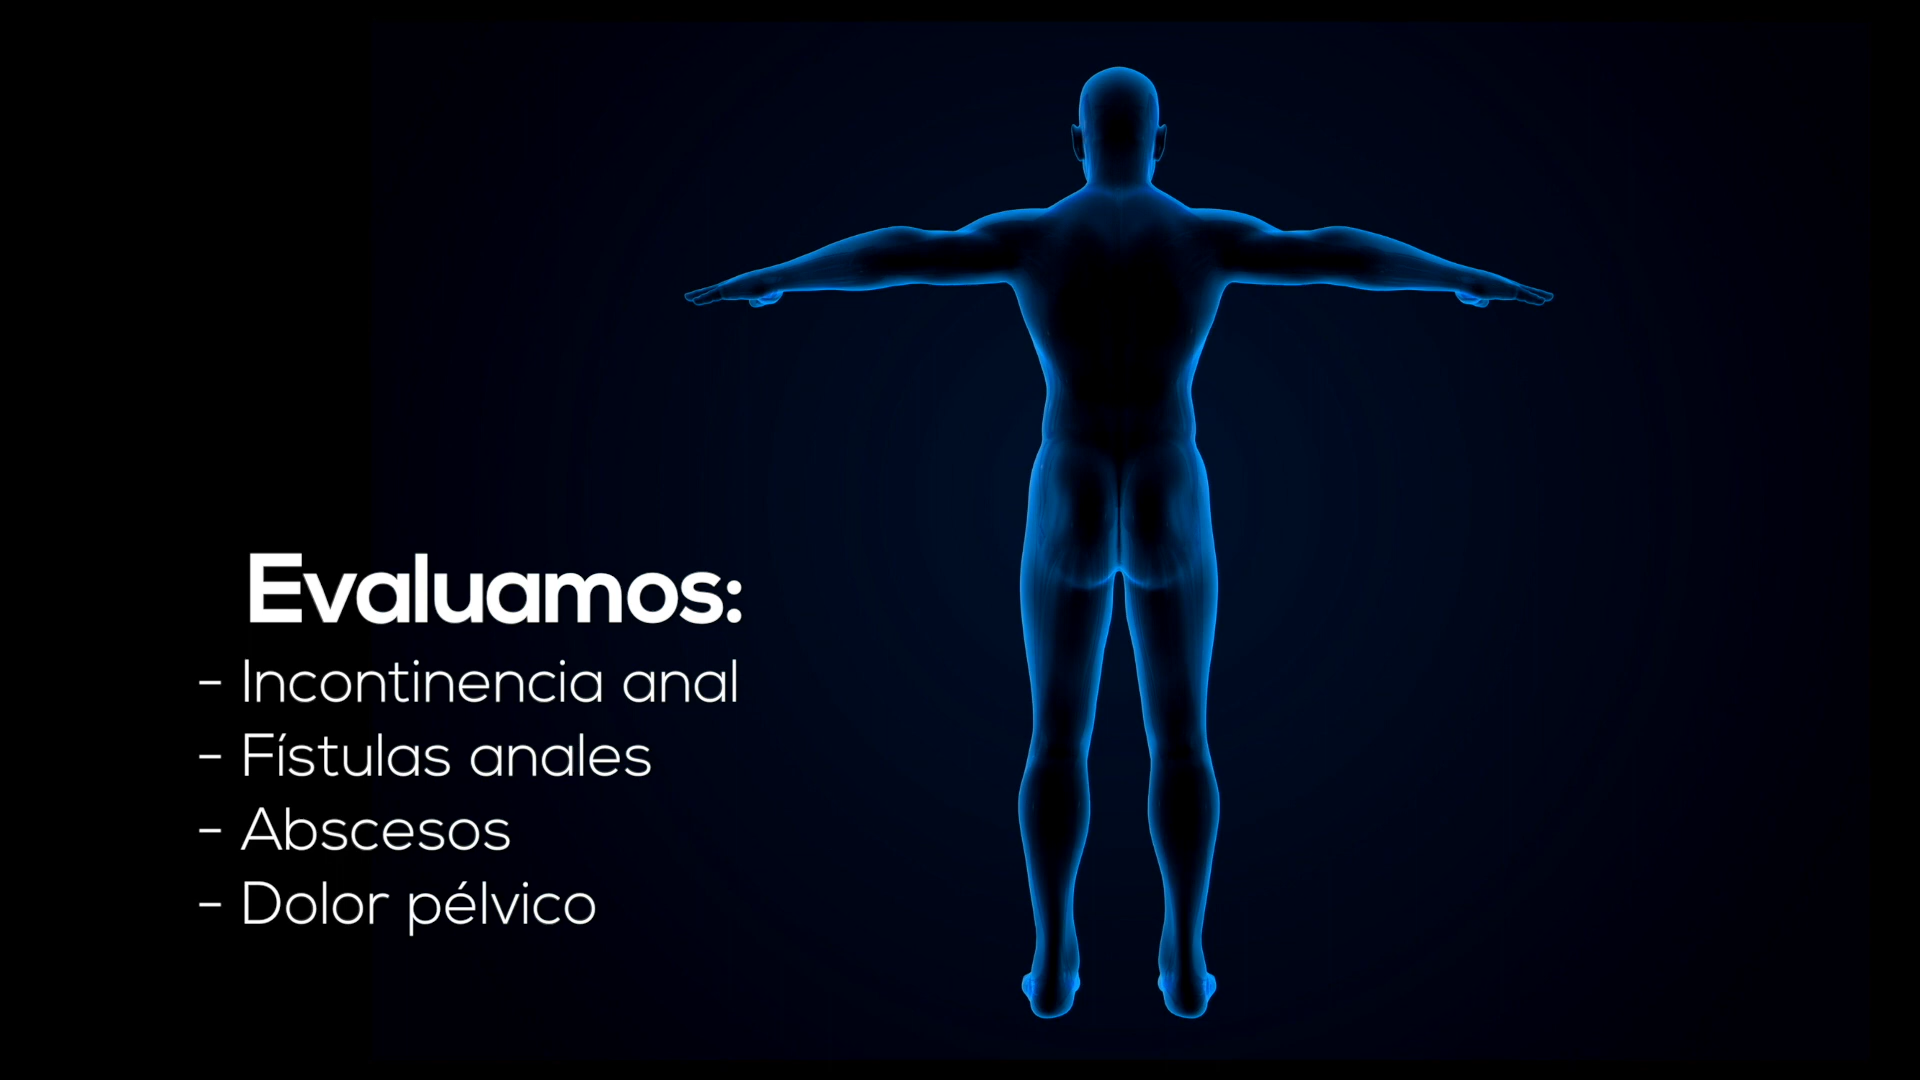 Evaluamos:
- Incontinencia anal
- Fístulas anales
- Abscesos
- Dolor pélvico